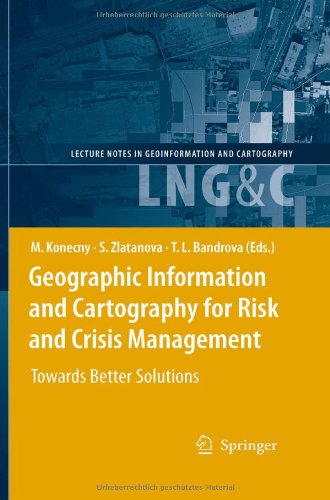 Urheberrechtlich geschütztes Material
LECTURE NOTES IN GEOINFORMATION AND CARTOGRAPHY
LNG&C
M. Konecny · S. Zlatanova · T. L. Bandrova (Eds.)
Geographic Information
and Cartography for Risk
and Crisis Management
Towards Better Solutions
Springer
Urheberrechtlich geschütztes Material